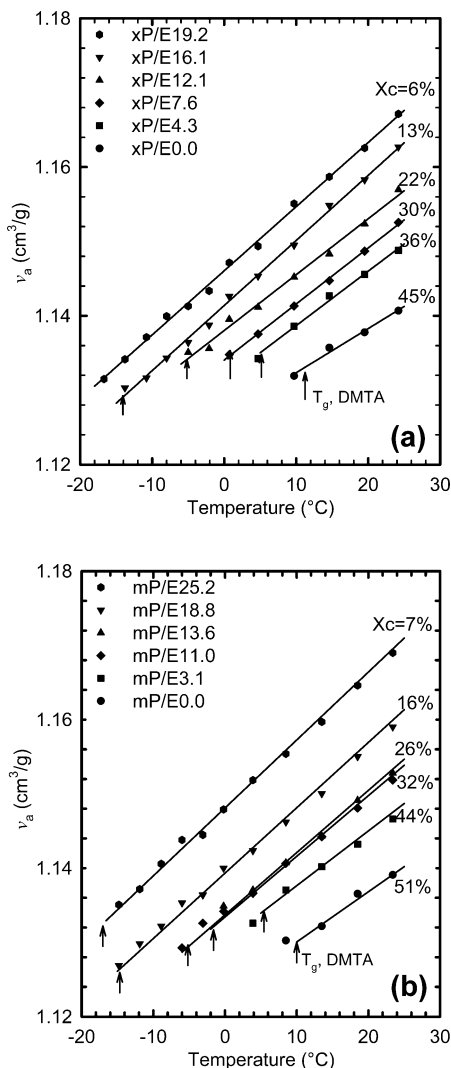 1.18
xP/E19.2
xP/E16.1
xP/E12.1
xP/E7.6
xP/E4.3
xP/E0.0
Xc=6%
13%
22%
30%
36%
45%
1.16
1.14
1.12
νa (cm³/g)
Tg, DMTA
(a)
-20 -10 0 10 20 30
Temperature (°C)
1.18
mP/E25.2
mP/E18.8
mP/E13.6
mP/E11.0
mP/E3.1
mP/E0.0
Xc=7%
16%
26%
32%
44%
51%
1.16
1.14
1.12
νa (cm³/g)
Tg, DMTA
(b)
-20 -10 0 10 20 30
Temperature (°C)